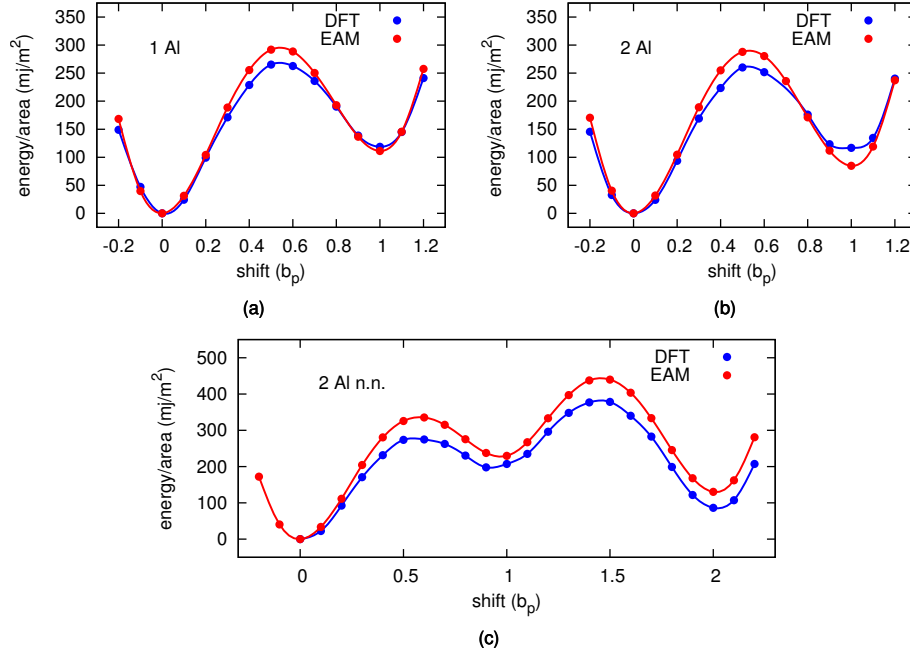 energy/area (mj/m²)
350
300
250
200
150
100
50
0
1 Al
DFT
EAM
-0.2 0 0.2 0.4 0.6 0.8 1 1.2
shift (b_p)
(a)
energy/area (mj/m²)
350
300
250
200
150
100
50
0
2 Al
DFT
EAM
-0.2 0 0.2 0.4 0.6 0.8 1 1.2
shift (b_p)
(b)
energy/area (mj/m²)
500
400
300
200
100
0
2 Al n.n.
DFT
EAM
0 0.5 1 1.5 2
shift (b_p)
(c)